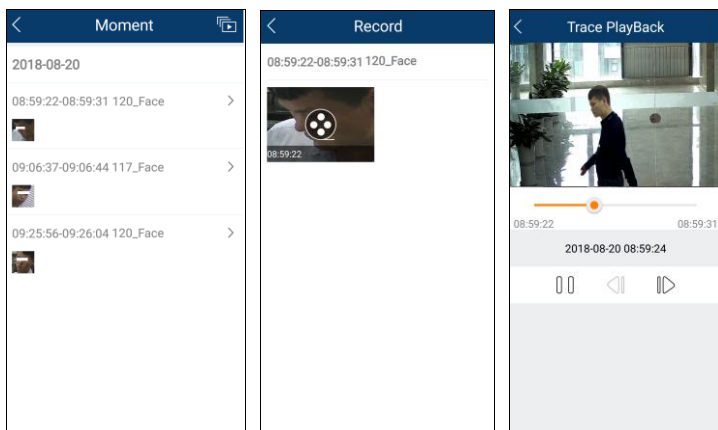 Moment
2018-08-20
08:59:22-08:59:31 120_Face
09:06:37-09:06:44 117_Face
09:25:56-09:26:04 120_Face
Record
08:59:22-08:59:31 120_Face
08:59:22
Trace PlayBack
08:59:22
08:59:31
2018-08-20 08:59:24